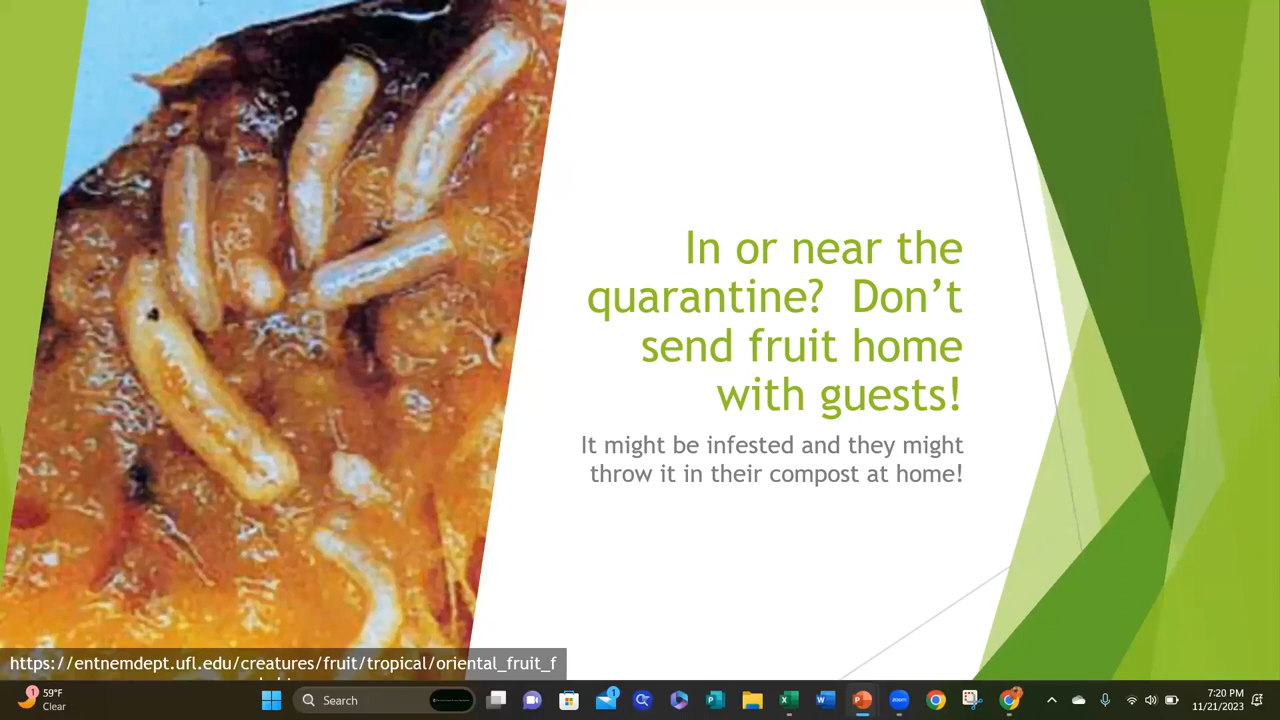 In or near the
quarantine? Don’t
send fruit home
with guests!
It might be infested and they might
throw it in their compost at home!
https://entnemdept.ufl.edu/creatures/fruit/tropical/oriental_fruit_f
1
59°F
Clear
Search
1
7:20 PM
11/21/2023